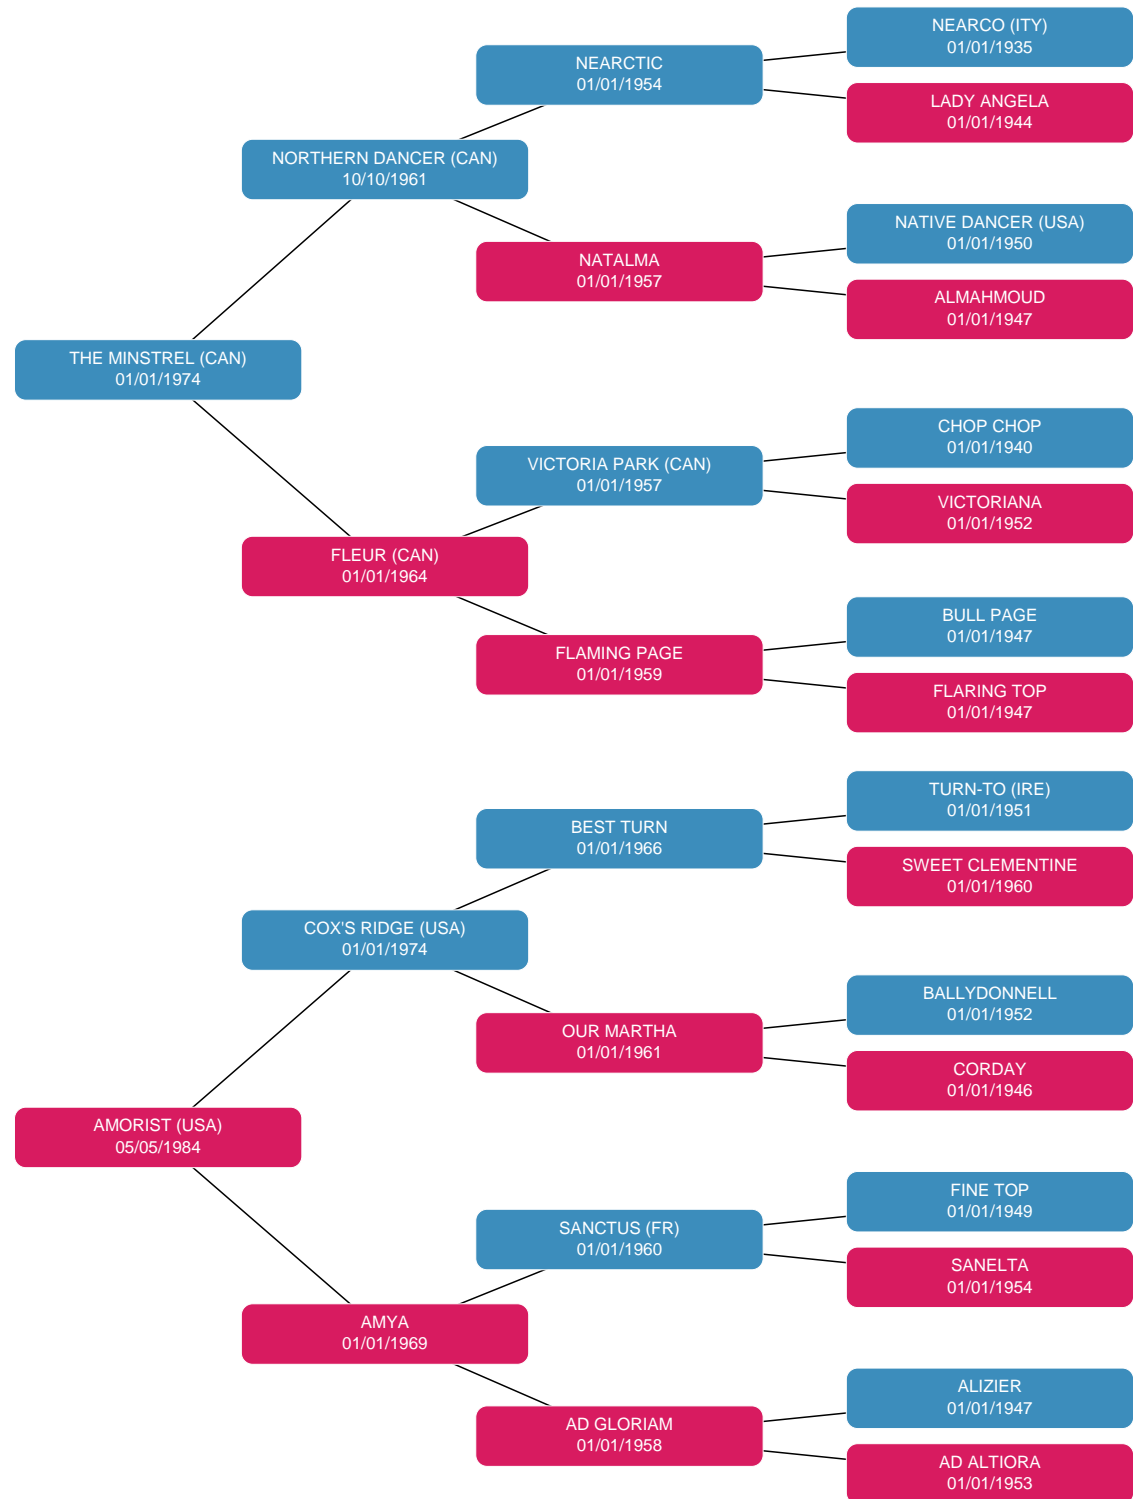 NEARCO (ITY)
01/01/1935
NEARCTIC
01/01/1954
LADY ANGELA
01/01/1944
NORTHERN DANCER (CAN)
10/10/1961
NATIVE DANCER (USA)
01/01/1950
NATALMA
01/01/1957
ALMAHMOUD
01/01/1947
THE MINSTREL (CAN)
01/01/1974
CHOP CHOP
01/01/1940
VICTORIA PARK (CAN)
01/01/1957
VICTORIANA
01/01/1952
FLEUR (CAN)
01/01/1964
BULL PAGE
01/01/1947
FLAMING PAGE
01/01/1959
FLARING TOP
01/01/1947
TURN-TO (IRE)
01/01/1951
BEST TURN
01/01/1966
SWEET CLEMENTINE
01/01/1960
COX'S RIDGE (USA)
01/01/1974
BALLYDONNELL
01/01/1952
OUR MARTHA
01/01/1961
CORDAY
01/01/1946
AMORIST (USA)
05/05/1984
FINE TOP
01/01/1949
SANCTUS (FR)
01/01/1960
SANELTA
01/01/1954
AMYA
01/01/1969
ALIZIER
01/01/1947
AD GLORIAM
01/01/1958
AD ALTIORA
01/01/1953